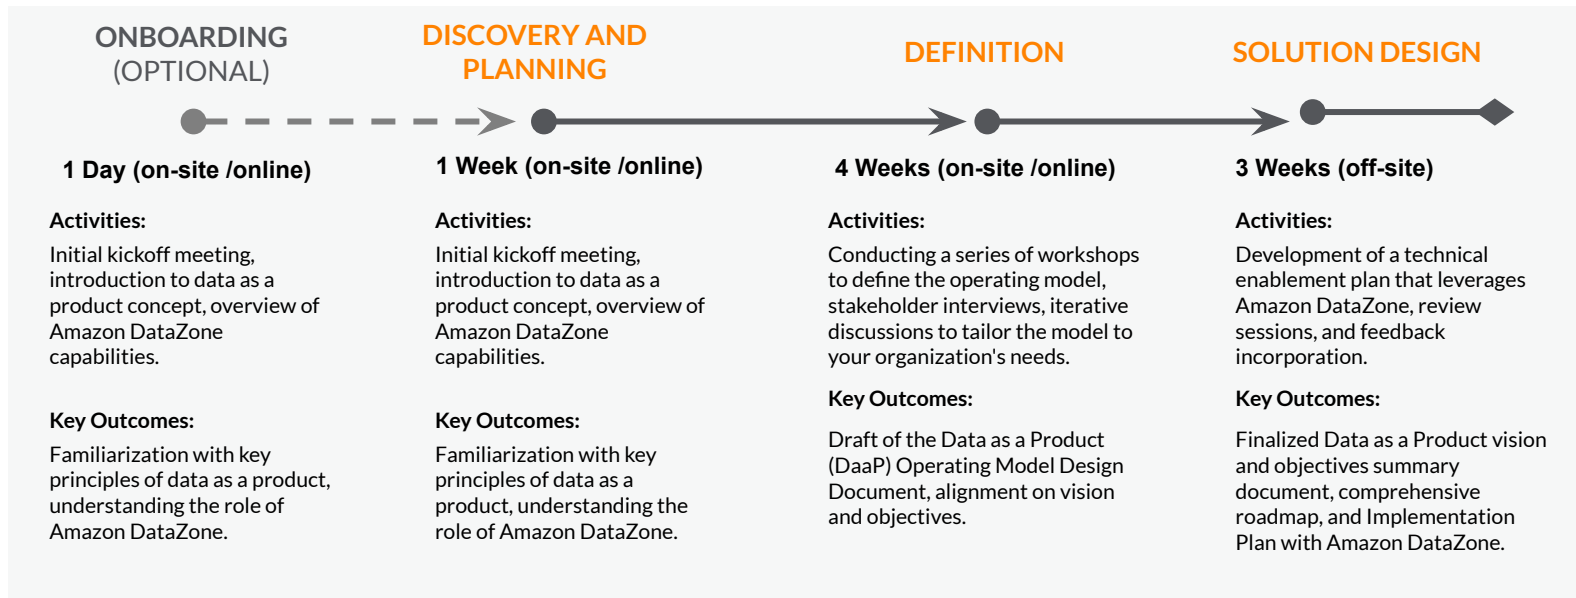 ONBOARDING
(OPTIONAL)
1 Day (on-site /online)
Activities:
Initial kickoff meeting,
introduction to data as a
product concept, overview of
Amazon DataZone
capabilities.
Key Outcomes:
Familiarization with key
principles of data as a product,
understanding the role of
Amazon DataZone.
DISCOVERY AND
PLANNING
1 Week (on-site /online)
Activities:
Initial kickoff meeting,
introduction to data as a
product concept, overview of
Amazon DataZone
capabilities.
Key Outcomes:
Familiarization with key
principles of data as a
product, understanding the
role of Amazon DataZone.
DEFINITION
4 Weeks (on-site /online)
Activities:
Conducting a series of workshops
to define the operating model,
stakeholder interviews, iterative
discussions to tailor the model to
your organization's needs.
Key Outcomes:
Draft of the Data as a Product
(DaaP) Operating Model Design
Document, alignment on vision
and objectives.
SOLUTION DESIGN
3 Weeks (off-site)
Activities:
Development of a technical
enablement plan that leverages
Amazon DataZone, review
sessions, and feedback
incorporation.
Key Outcomes:
Finalized Data as a Product vision
and objectives summary
document, comprehensive
roadmap, and Implementation
Plan with Amazon DataZone.